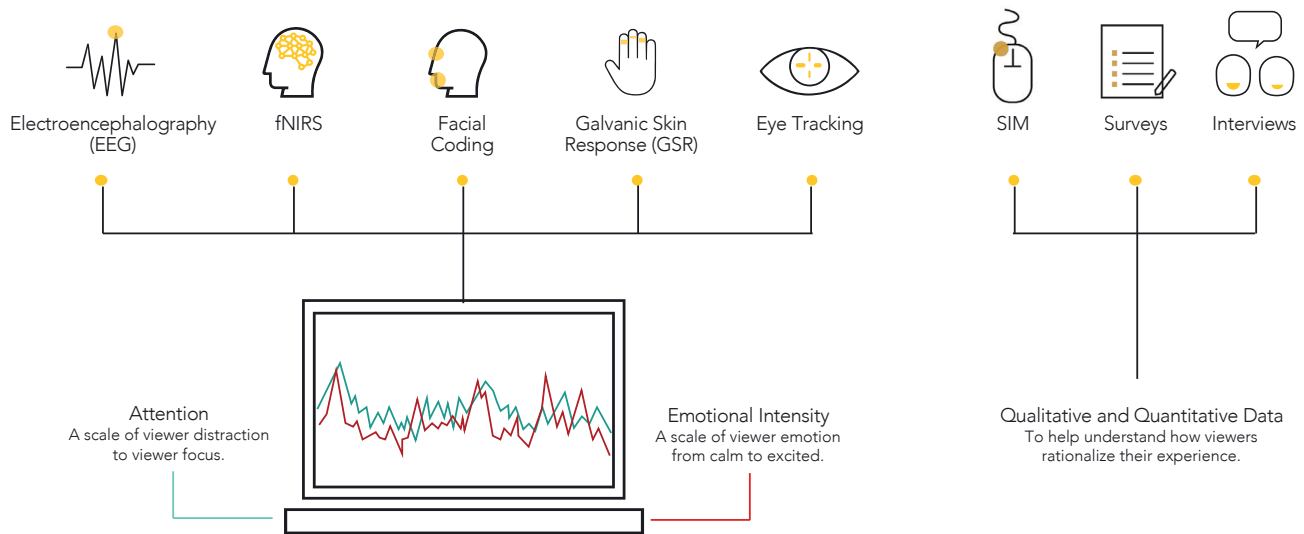 Electroencephalography
(EEG)
fNIRS
Facial
Coding
Galvanic Skin
Response (GSR)
Eye Tracking
SIM
Surveys
Interviews
Attention
A scale of viewer distraction
to viewer focus.
Emotional Intensity
A scale of viewer emotion
from calm to excited.
Qualitative and Quantitative Data
To help understand how viewers
rationalize their experience.